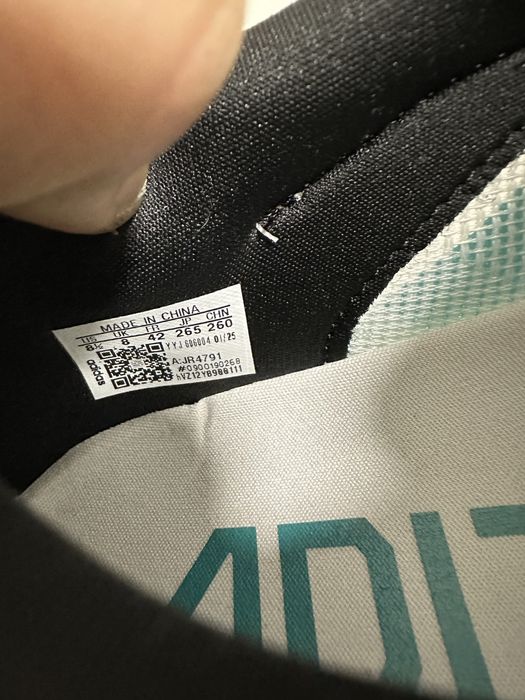 MADE IN CHINA
US UK FR JP CHN
8½ 8 42 265 260
YYJ 606004 01/25
A:JR4791
#0900190268
adidas
ADI